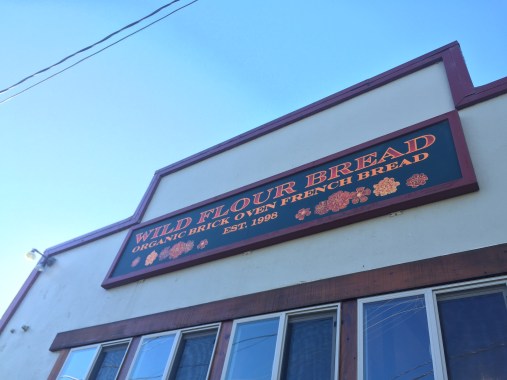 WILD FLOUR BREAD
ORGANIC BRICK OVEN FRENCH BREAD
EST. 1998